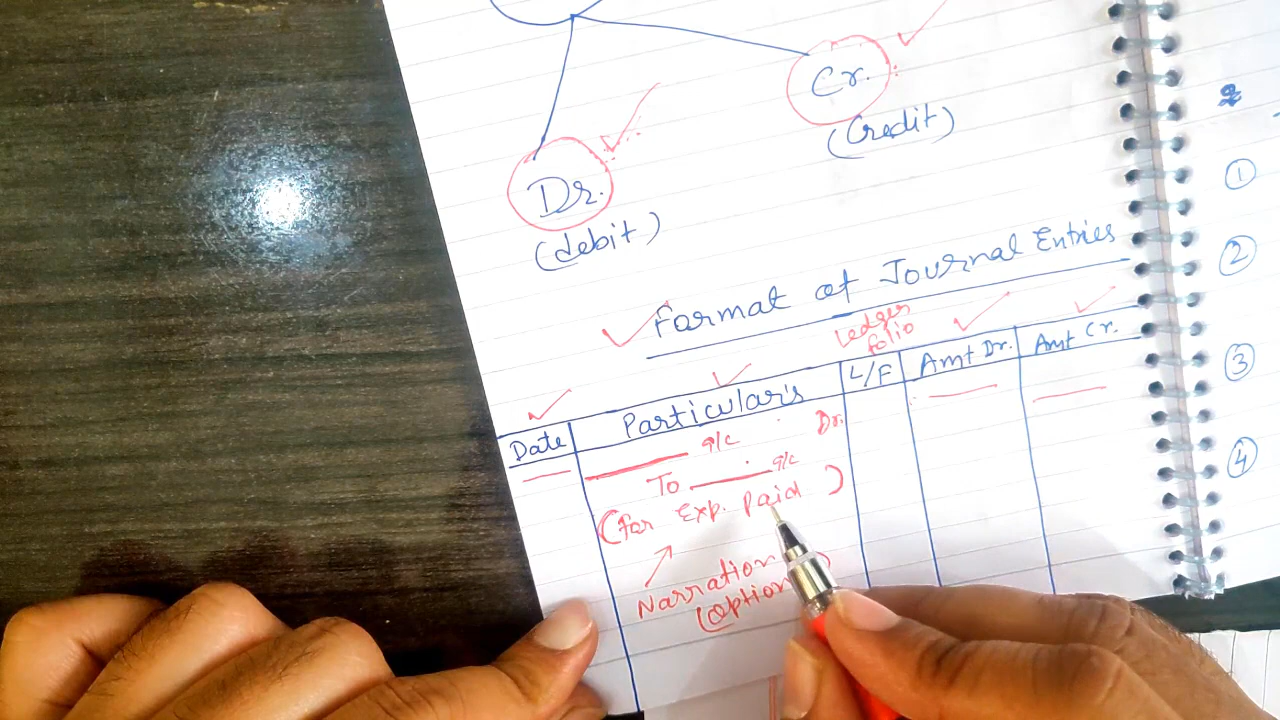 Cr.
(Credit)
Dr.
(debit)
Format of Journal Entries
Ledger
folio
Date Particulars L/F Amt Dr. Amt Cr.
a/c Dr.
To a/c
(for Exp. Paid)
Narration
1
2
3
4